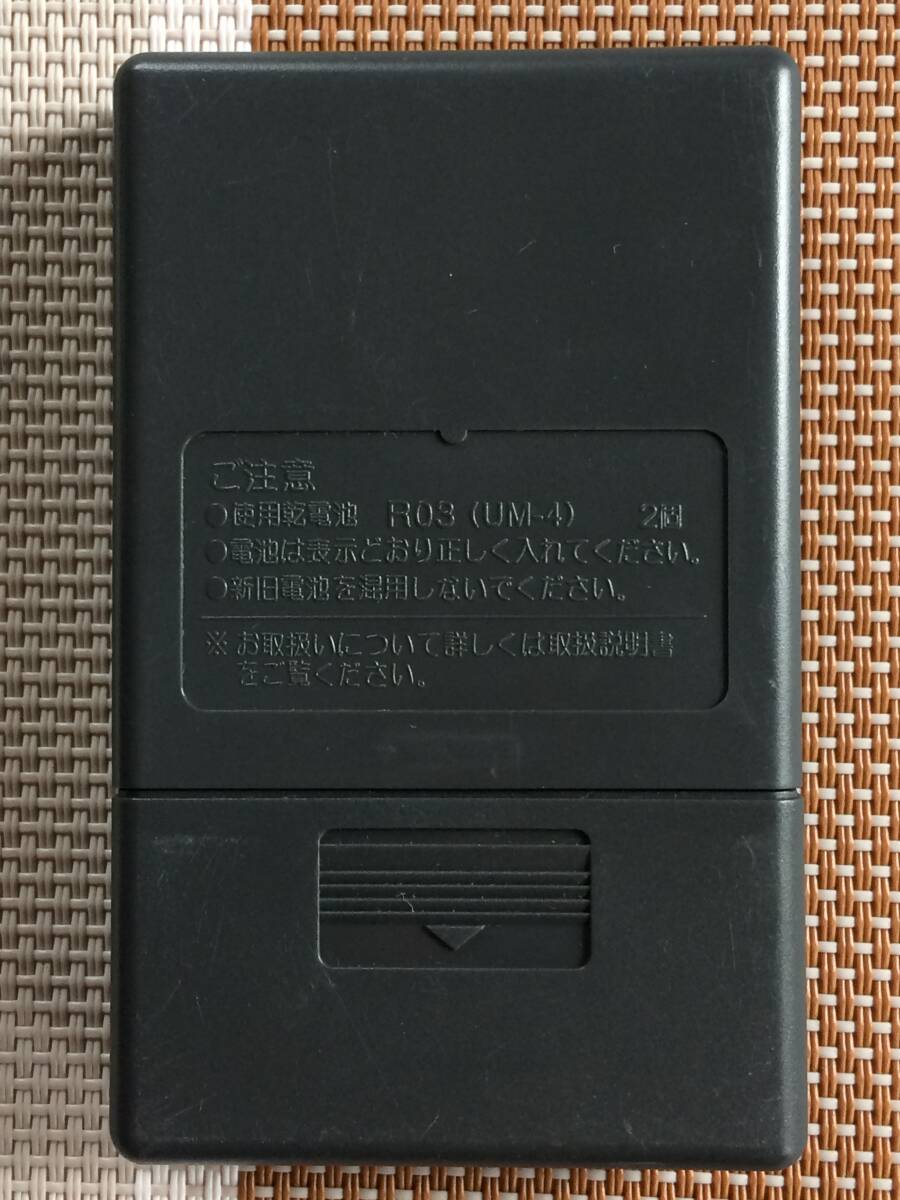 ご注意
○使用乾電池 R03 (UM-4) 2個
○電池は表示どおり正しく入れてください。
○新旧電池を混用しないでください。
※お取扱いについて詳しくは取扱説明書
をご覧ください。